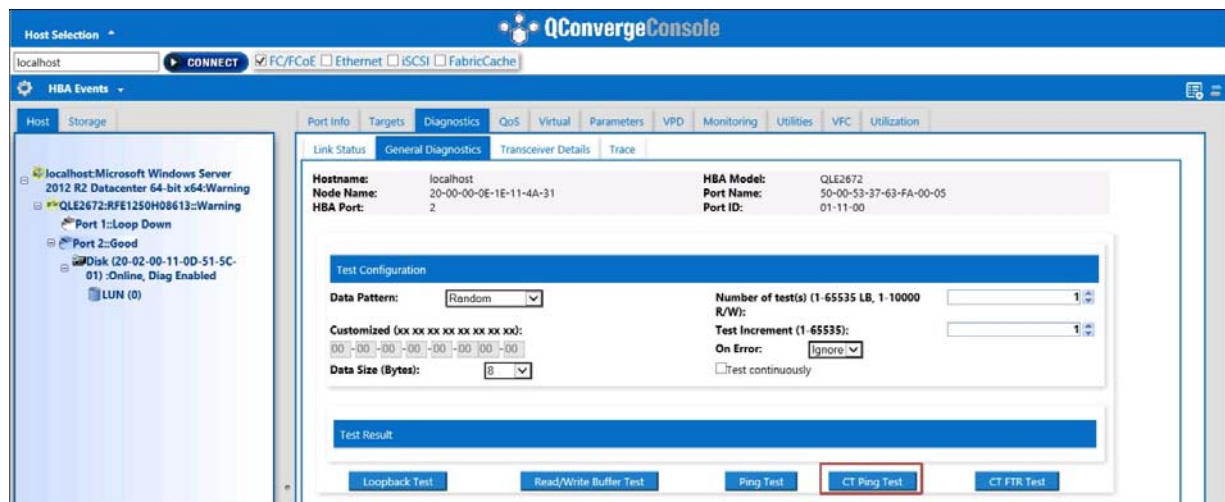 Host Selection
QConvergeConsole
localhost
CONNECT
FC/FCoE
Ethernet
iSCSI
FabricCache
HBA Events
Host
Storage
localhost:Microsoft Windows Server
2012 R2 Datacenter 64-bit x64:Warning
QLE2672:RFE1250H08613::Warning
Port 1::Loop Down
Port 2::Good
Disk (20-02-00-11-0D-51-5C-
01) :Online, Diag Enabled
LUN (0)
Port Info
Targets
Diagnostics
QoS
Virtual
Parameters
VPD
Monitoring
Utilities
VFC
Utilization
Link Status
General Diagnostics
Transceiver Details
Trace
Hostname: localhost
HBA Model: QLE2672
Node Name: 20-00-00-0E-1E-11-4A-31
Port Name: 50-00-53-37-63-FA-00-05
HBA Port: 2
Port ID: 01-11-00
Test Configuration
Data Pattern: Random
Number of test(s) (1-65535 LB, 1-10000
R/W): 1
Customized (xx xx xx xx xx xx xx xx):
00 -00 -00 -00 -00 -00 00 -00
Test Increment (1-65535): 1
On Error: Ignore
Data Size (Bytes): 8
Test continuously
Test Result
Loopback Test
Read/Write Buffer Test
Ping Test
CT Ping Test
CT FTR Test